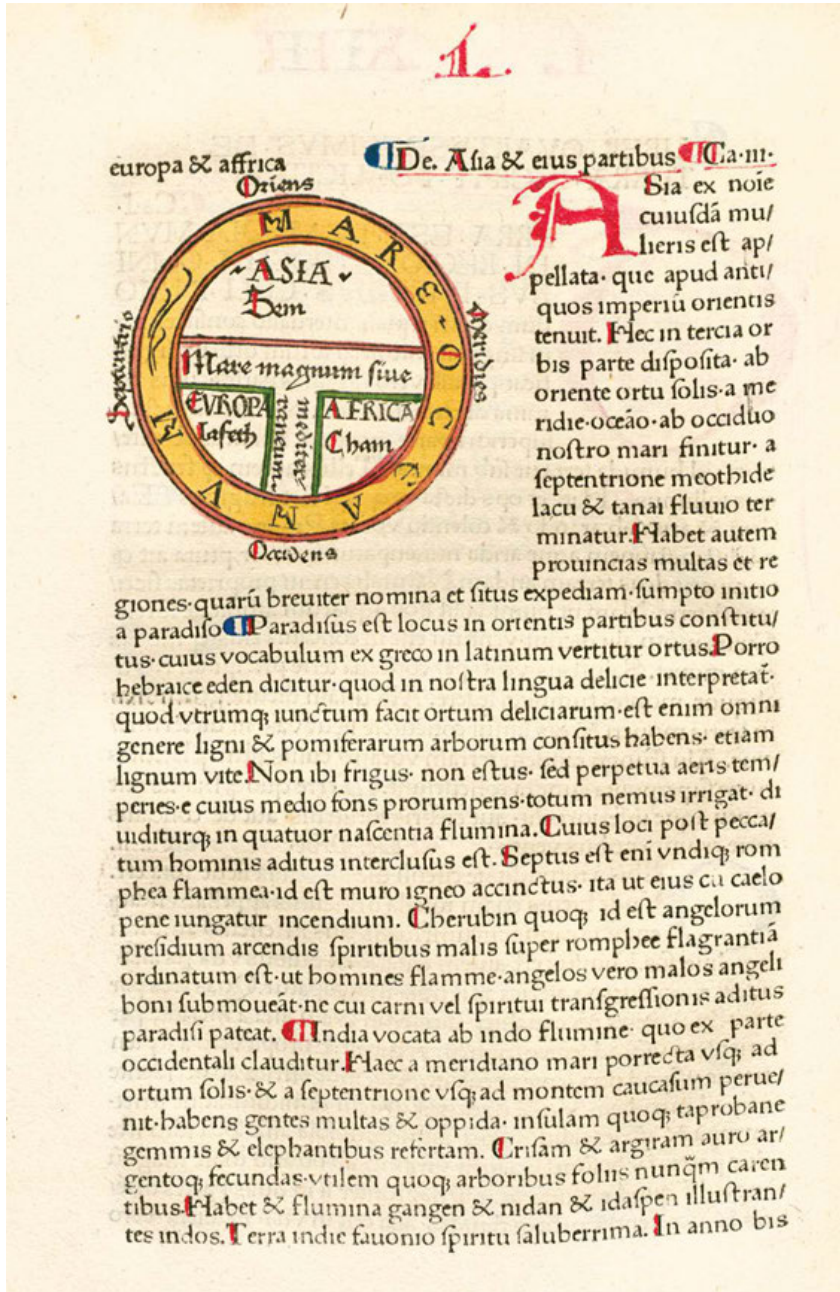 1.
europa & affrica
¶De. Asia & eius partibus ¶Ca·III·
Oriens
MARE OCEANUM
ASIA
Sem
Mare magnum siue
mediterraneum
EVROPA
Iafeth
AFRICA
Cham
Septentrio
Meridies
Occidens
ASia ex noīe
cuiusdā mu/
lieris est ap/
pellata· que apud anti/
quos imperiū orientis
tenuit. Hec in tercia or
bis parte disposita· ab
oriente ortu solis·a me
ridie·oceāo·ab occiduo
nostro mari finitur· a
septentrione meothide
lacu & tanai fluuio ter
minatur. Habet autem
prouincias multas et re
giones·quarū breuiter nomina et situs expediam·sumpto initio
a paradiso ¶Paradisus est locus in orientis partibus constitu/
tus·cuius vocabulum ex greco in latinum vertitur ortus. Porro
hebraice eden dicitur·quod in nostra lingua delicie interpretat̄·
quod vtrumq; iunctum facit ortum deliciarum·est enim omni
genere ligni & pomiferarum arborum consitus habens· etiam
lignum vite. Non ibi frigus· non estus· sed perpetua aeris tem/
peries·e cuius medio fons prorumpens·totum nemus irrigat· di
uiditurq; in quatuor nascentia flumina. Cuius loci post pecca/
tum hominis aditus interclusus est. Septus est enī vndiq; rom
phea flammea·id est muro igneo accinctus· ita ut eius cū caelo
pene iungatur incendium. Cherubin quoq; id est angelorum
presidium arcendis spiritibus malis super romphee flagrantiā
ordinatum est·ut homines flamme·angelos vero malos angeli
boni submoueāt·ne cui carni vel spiritui transgressionis aditus
paradisi pateat. ¶India vocata ab indo flumine· quo ex parte
occidentali clauditur. Haec a meridiano mari porrecta vsq; ad
ortum solis·& a septentrione vsq; ad montem caucasum perue/
nit·habens gentes multas & oppida· insulam quoq; taprobane
gemmis & elephantibus refertam. Crisam & argiram auro ar/
gentoq; fecundas·vtilem quoq; arboribus foliis nunq̄m caren
tibus. Habet & flumina gangen & nidan & idaspen illustran/
tes indos. Terra indie fauonio spiritu saluberrima. In anno bis